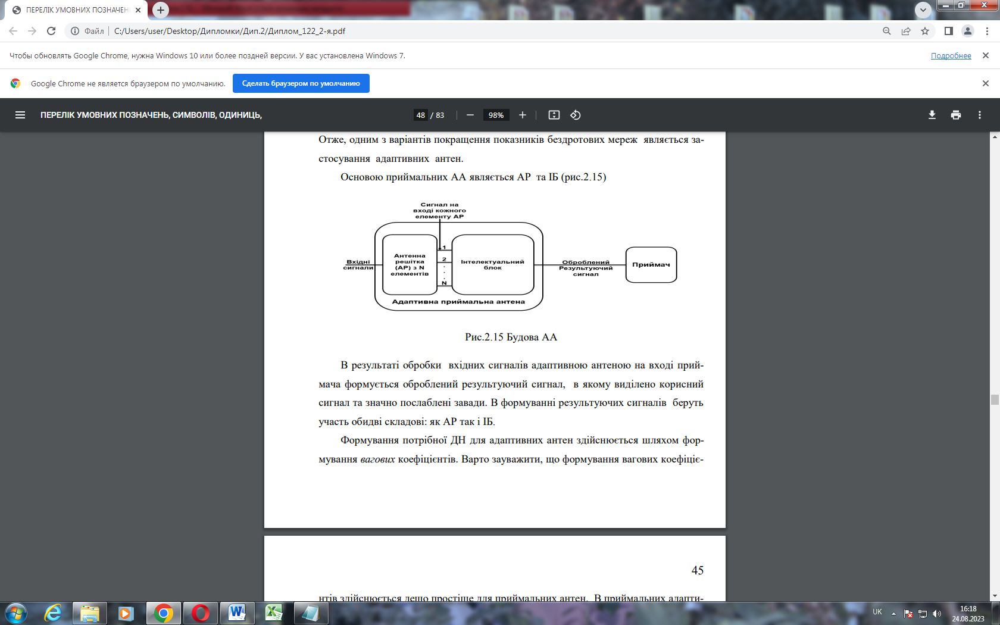 ПЕРЕЛІК УМОВНИХ ПОЗНАЧЕН
Файл C:/Users/user/Desktop/Дипломки/Дип.2/Диплом_122_2-я.pdf
Чтобы обновлять Google Chrome, нужна Windows 10 или более поздней версии. У вас установлена Windows 7. Подробнее
Google Chrome не является браузером по умолчанию. Сделать браузером по умолчанию
ПЕРЕЛІК УМОВНИХ ПОЗНАЧЕНЬ, СИМВОЛІВ, ОДИНИЦЬ, 48 / 83 98%
Отже, одним з варіантів покращення показників бездротових мереж являється за-
стосування адаптивних антен.
Основою приймальних АА являється АР та ІБ (рис.2.15)
Сигнал на
вході кожного
елементу АР
Вхідні
сигнали
Антенна
решітка
(АР) з N
елементів
1
2
.
.
.
N
Інтелектуальний
блок
Оброблений
Результуючий
сигнал
Приймач
Адаптивна приймальна антена
Рис.2.15 Будова АА
В результаті обробки вхідних сигналів адаптивною антеною на вході прий-
мача формується оброблений результуючий сигнал, в якому виділено корисний
сигнал та значно послаблені завади. В формуванні результуючих сигналів беруть
участь обидві складові: як АР так і ІБ.
Формування потрібної ДН для адаптивних антен здійснюється шляхом фор-
мування вагових коефіцієнтів. Варто зауважити, що формування вагових коефіціє-
45
нтів здійснюється дещо простіше для приймальних антен. В приймальних адапти-
UK
16:18
24.08.2023